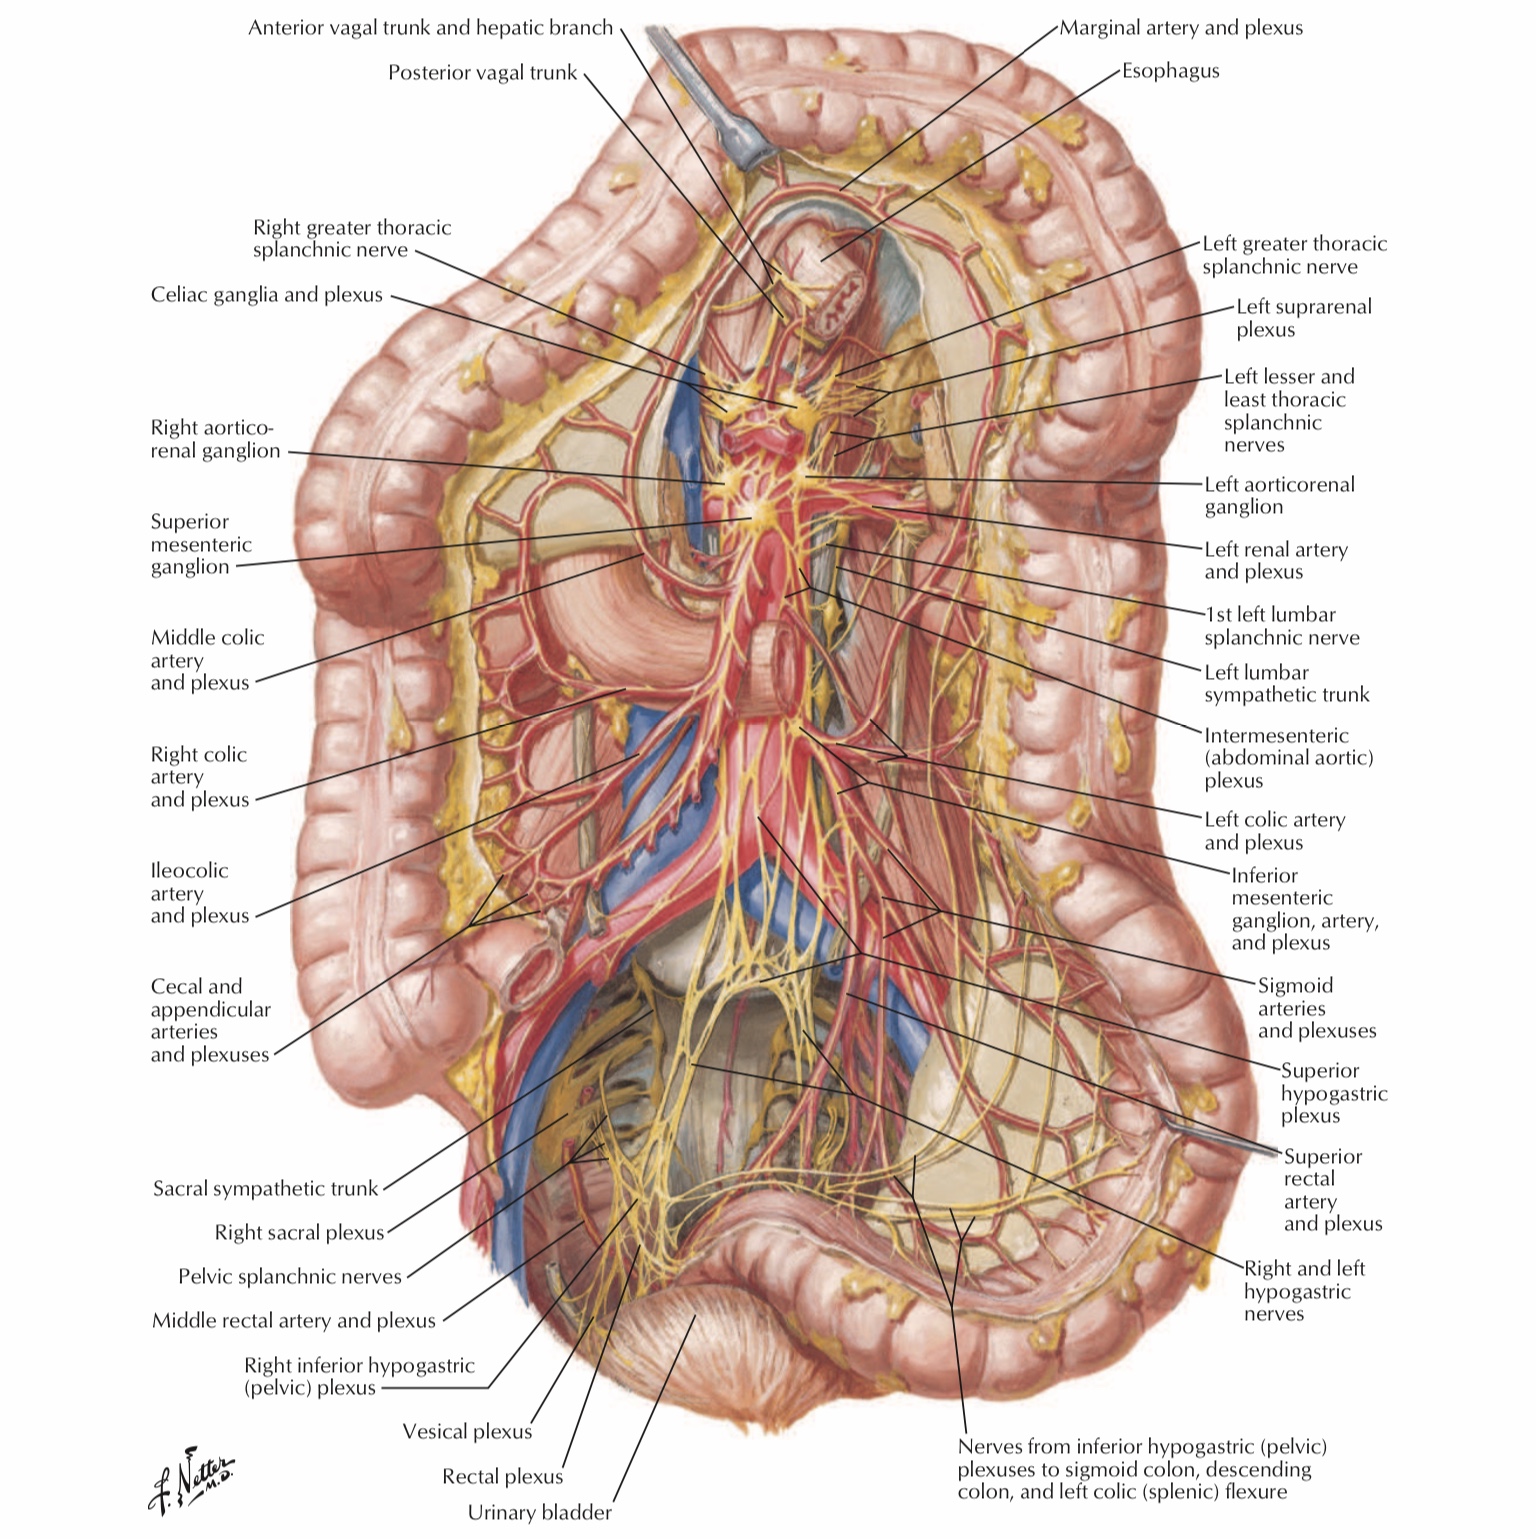 Anterior vagal trunk and hepatic branch
Posterior vagal trunk
Right greater thoracic
splanchnic nerve
Celiac ganglia and plexus
Right aortico-
renal ganglion
Superior
mesenteric
ganglion
Middle colic
artery
and plexus
Right colic
artery
and plexus
Ileocolic
artery
and plexus
Cecal and
appendicular
arteries
and plexuses
Sacral sympathetic trunk
Right sacral plexus
Pelvic splanchnic nerves
Middle rectal artery and plexus
Right inferior hypogastric
(pelvic) plexus
Vesical plexus
Rectal plexus
Urinary bladder
Marginal artery and plexus
Esophagus
Left greater thoracic
splanchnic nerve
Left suprarenal
plexus
Left lesser and
least thoracic
splanchnic
nerves
Left aorticorenal
ganglion
Left renal artery
and plexus
1st left lumbar
splanchnic nerve
Left lumbar
sympathetic trunk
Intermesenteric
(abdominal aortic)
plexus
Left colic artery
and plexus
Inferior
mesenteric
ganglion, artery,
and plexus
Sigmoid
arteries
and plexuses
Superior
hypogastric
plexus
Superior
rectal
artery
and plexus
Right and left
hypogastric
nerves
Nerves from inferior hypogastric (pelvic)
plexuses to sigmoid colon, descending
colon, and left colic (splenic) flexure
F. Netter
M.D.